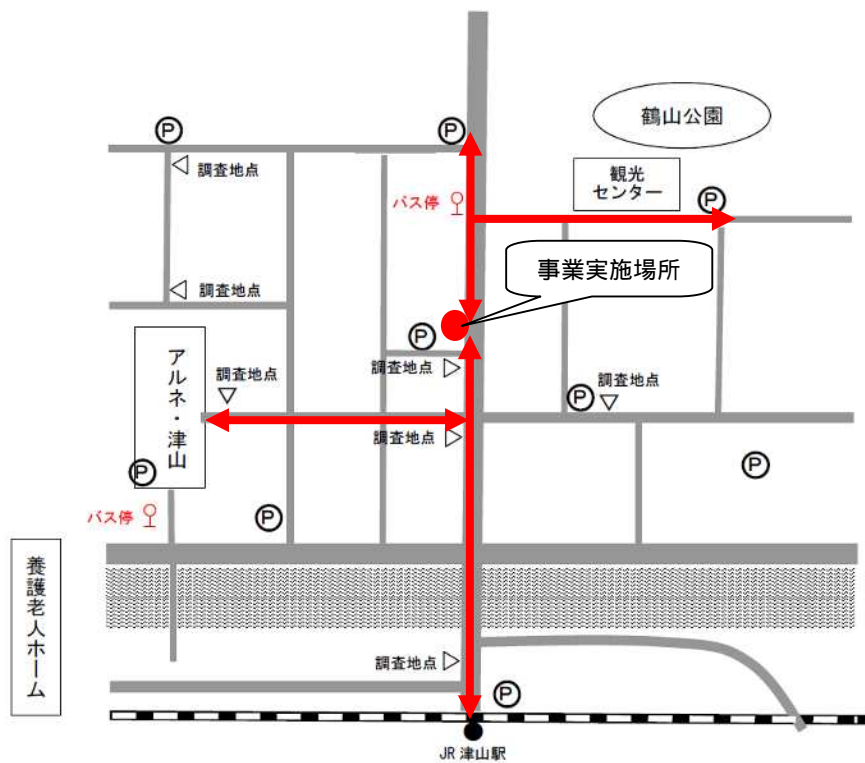 鶴山公園
Ⓟ
Ⓟ
調査地点
観光
センター
バス停
Ⓟ
事業実施場所
調査地点
Ⓟ
アルネ・津山
調査地点
調査地点
Ⓟ
調査地点
調査地点
Ⓟ
Ⓟ
バス停
Ⓟ
養護老人ホーム
調査地点
Ⓟ
JR 津山駅